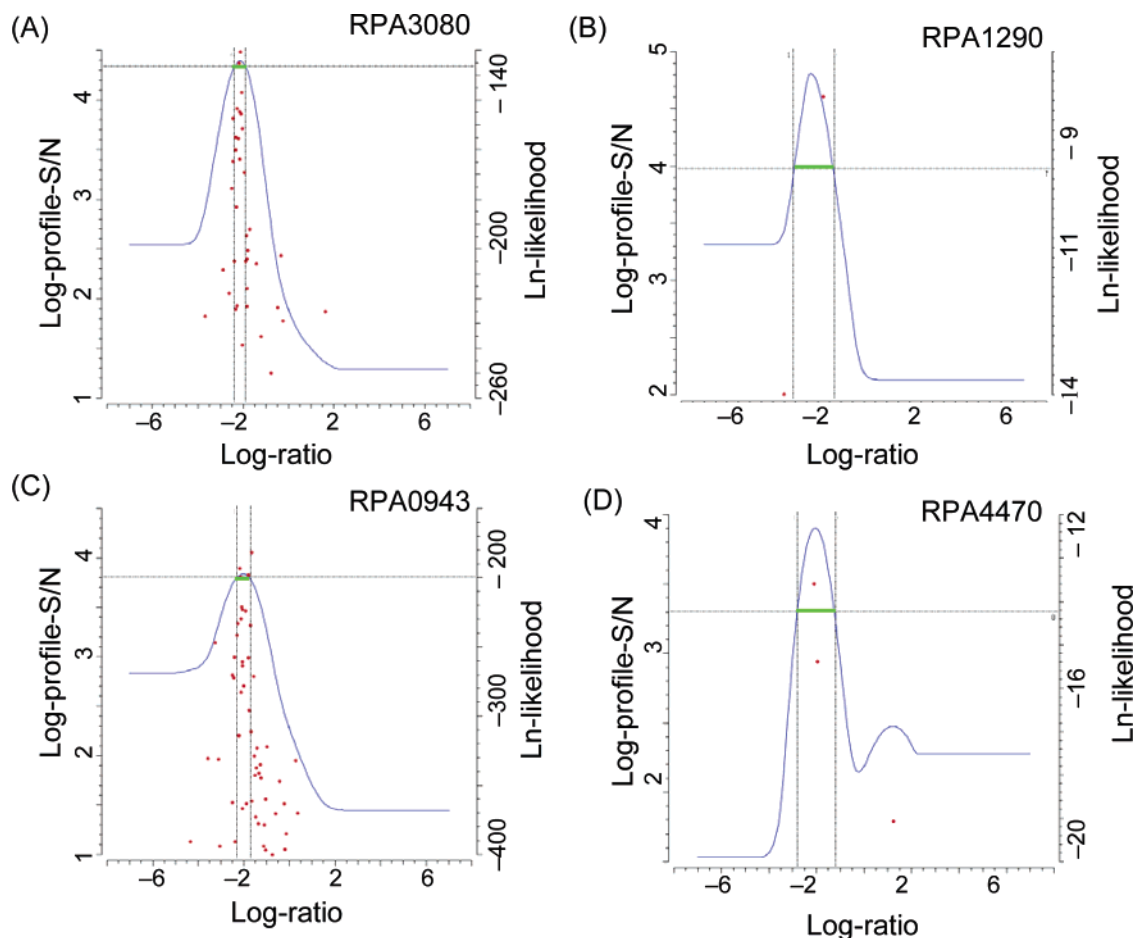 (A)
RPA3080
Log-profile-S/N
4
3
2
1
−140
−200
−260
Ln-likelihood
−6
−2
2
6
Log-ratio
(B)
RPA1290
Log-profile-S/N
5
4
3
2
−9
−11
−14
Ln-likelihood
−6
−2
2
6
Log-ratio
(C)
RPA0943
Log-profile-S/N
4
3
2
1
−200
−300
−400
Ln-likelihood
−6
−2
2
6
Log-ratio
(D)
RPA4470
Log-profile-S/N
4
3
2
−12
−16
−20
Ln-likelihood
−6
−2
2
6
Log-ratio